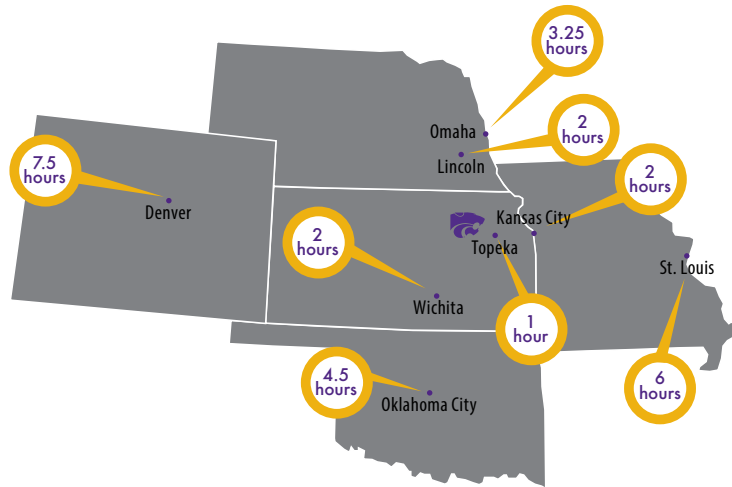 3.25
hours
Omaha
2
hours
Lincoln
7.5
hours
Denver
2
hours
Kansas City
2
hours
Topeka
St. Louis
Wichita
1
hour
4.5
hours
Oklahoma City
6
hours